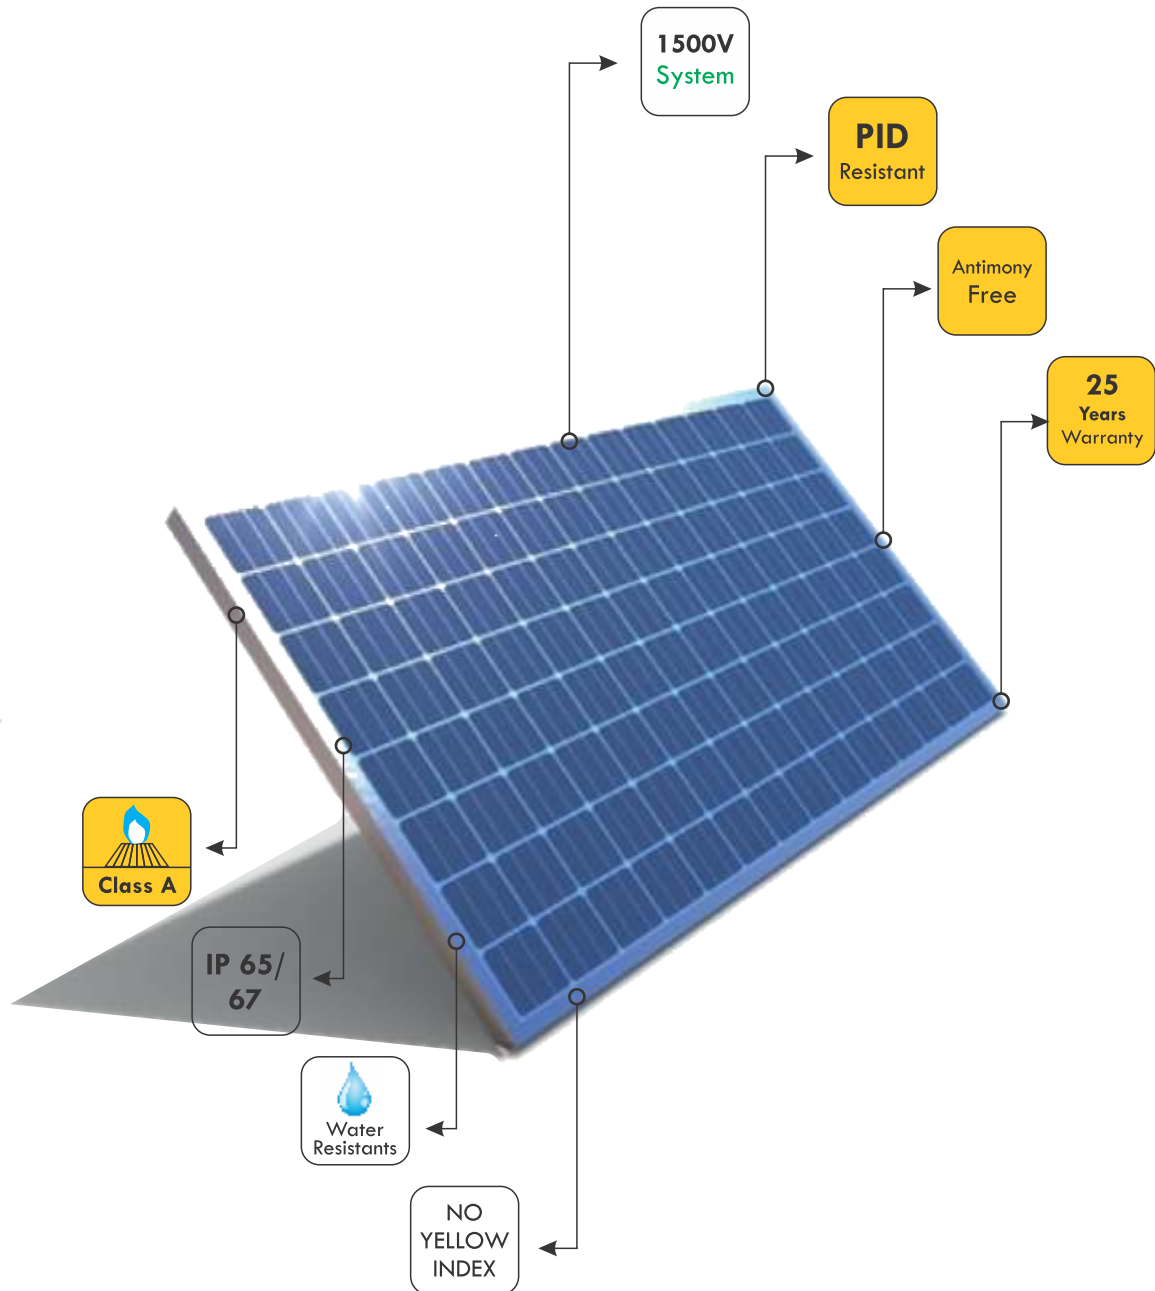 1500V
System
PID
Resistant
Antimony
Free
25
Years
Warranty
Class A
IP 65/
67
Water
Resistants
NO
YELLOW
INDEX